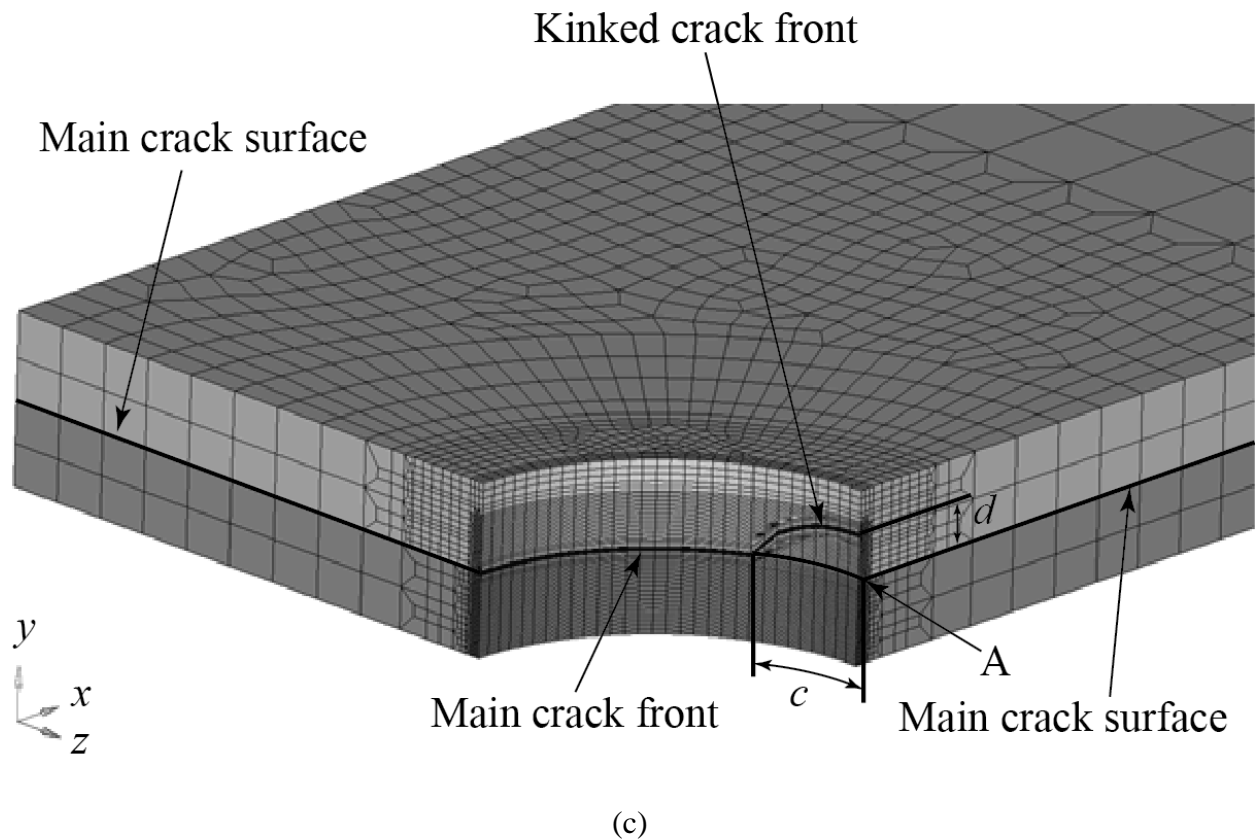 Kinked crack front
Main crack surface
d
y
x
z
A
c
Main crack front
Main crack surface
(c)